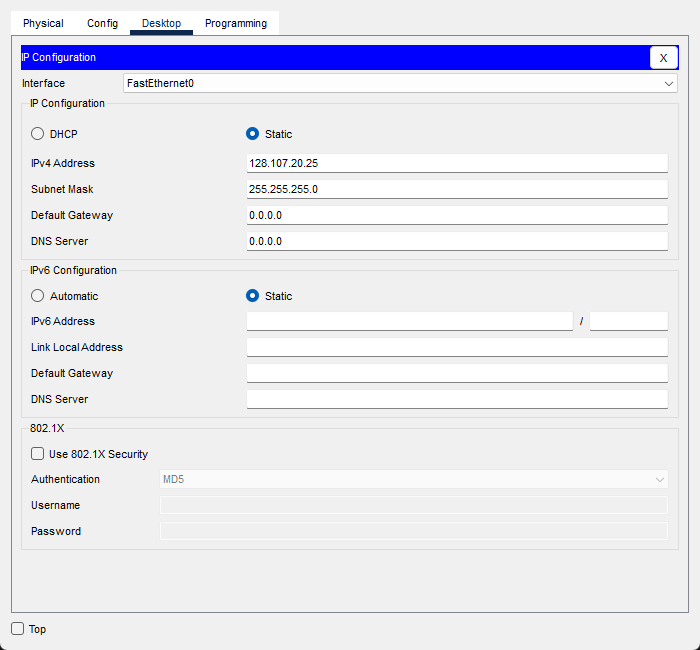 Physical Config Desktop Programming
IP Configuration X
Interface FastEthernet0
IP Configuration
DHCP Static
IPv4 Address 128.107.20.25
Subnet Mask 255.255.255.0
Default Gateway 0.0.0.0
DNS Server 0.0.0.0
IPv6 Configuration
Automatic Static
IPv6 Address /
Link Local Address
Default Gateway
DNS Server
802.1X
Use 802.1X Security
Authentication MD5
Username
Password
Top